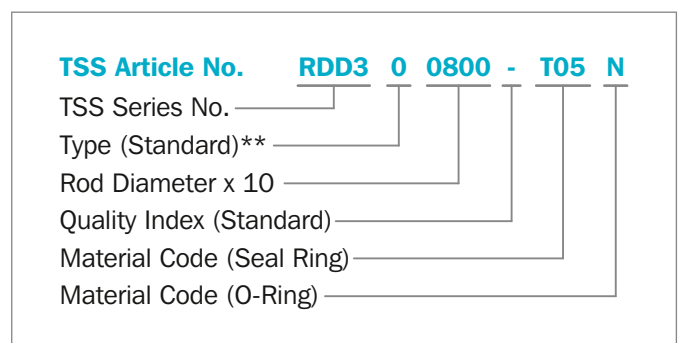 TSS Article No. RDD3 0 0800 - T05 N
TSS Series No.
Type (Standard)**
Rod Diameter x 10
Quality Index (Standard)
Material Code (Seal Ring)
Material Code (O-Ring)